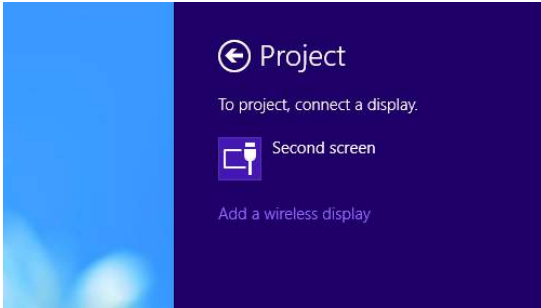 Project
To project, connect a display.
Second screen
Add a wireless display